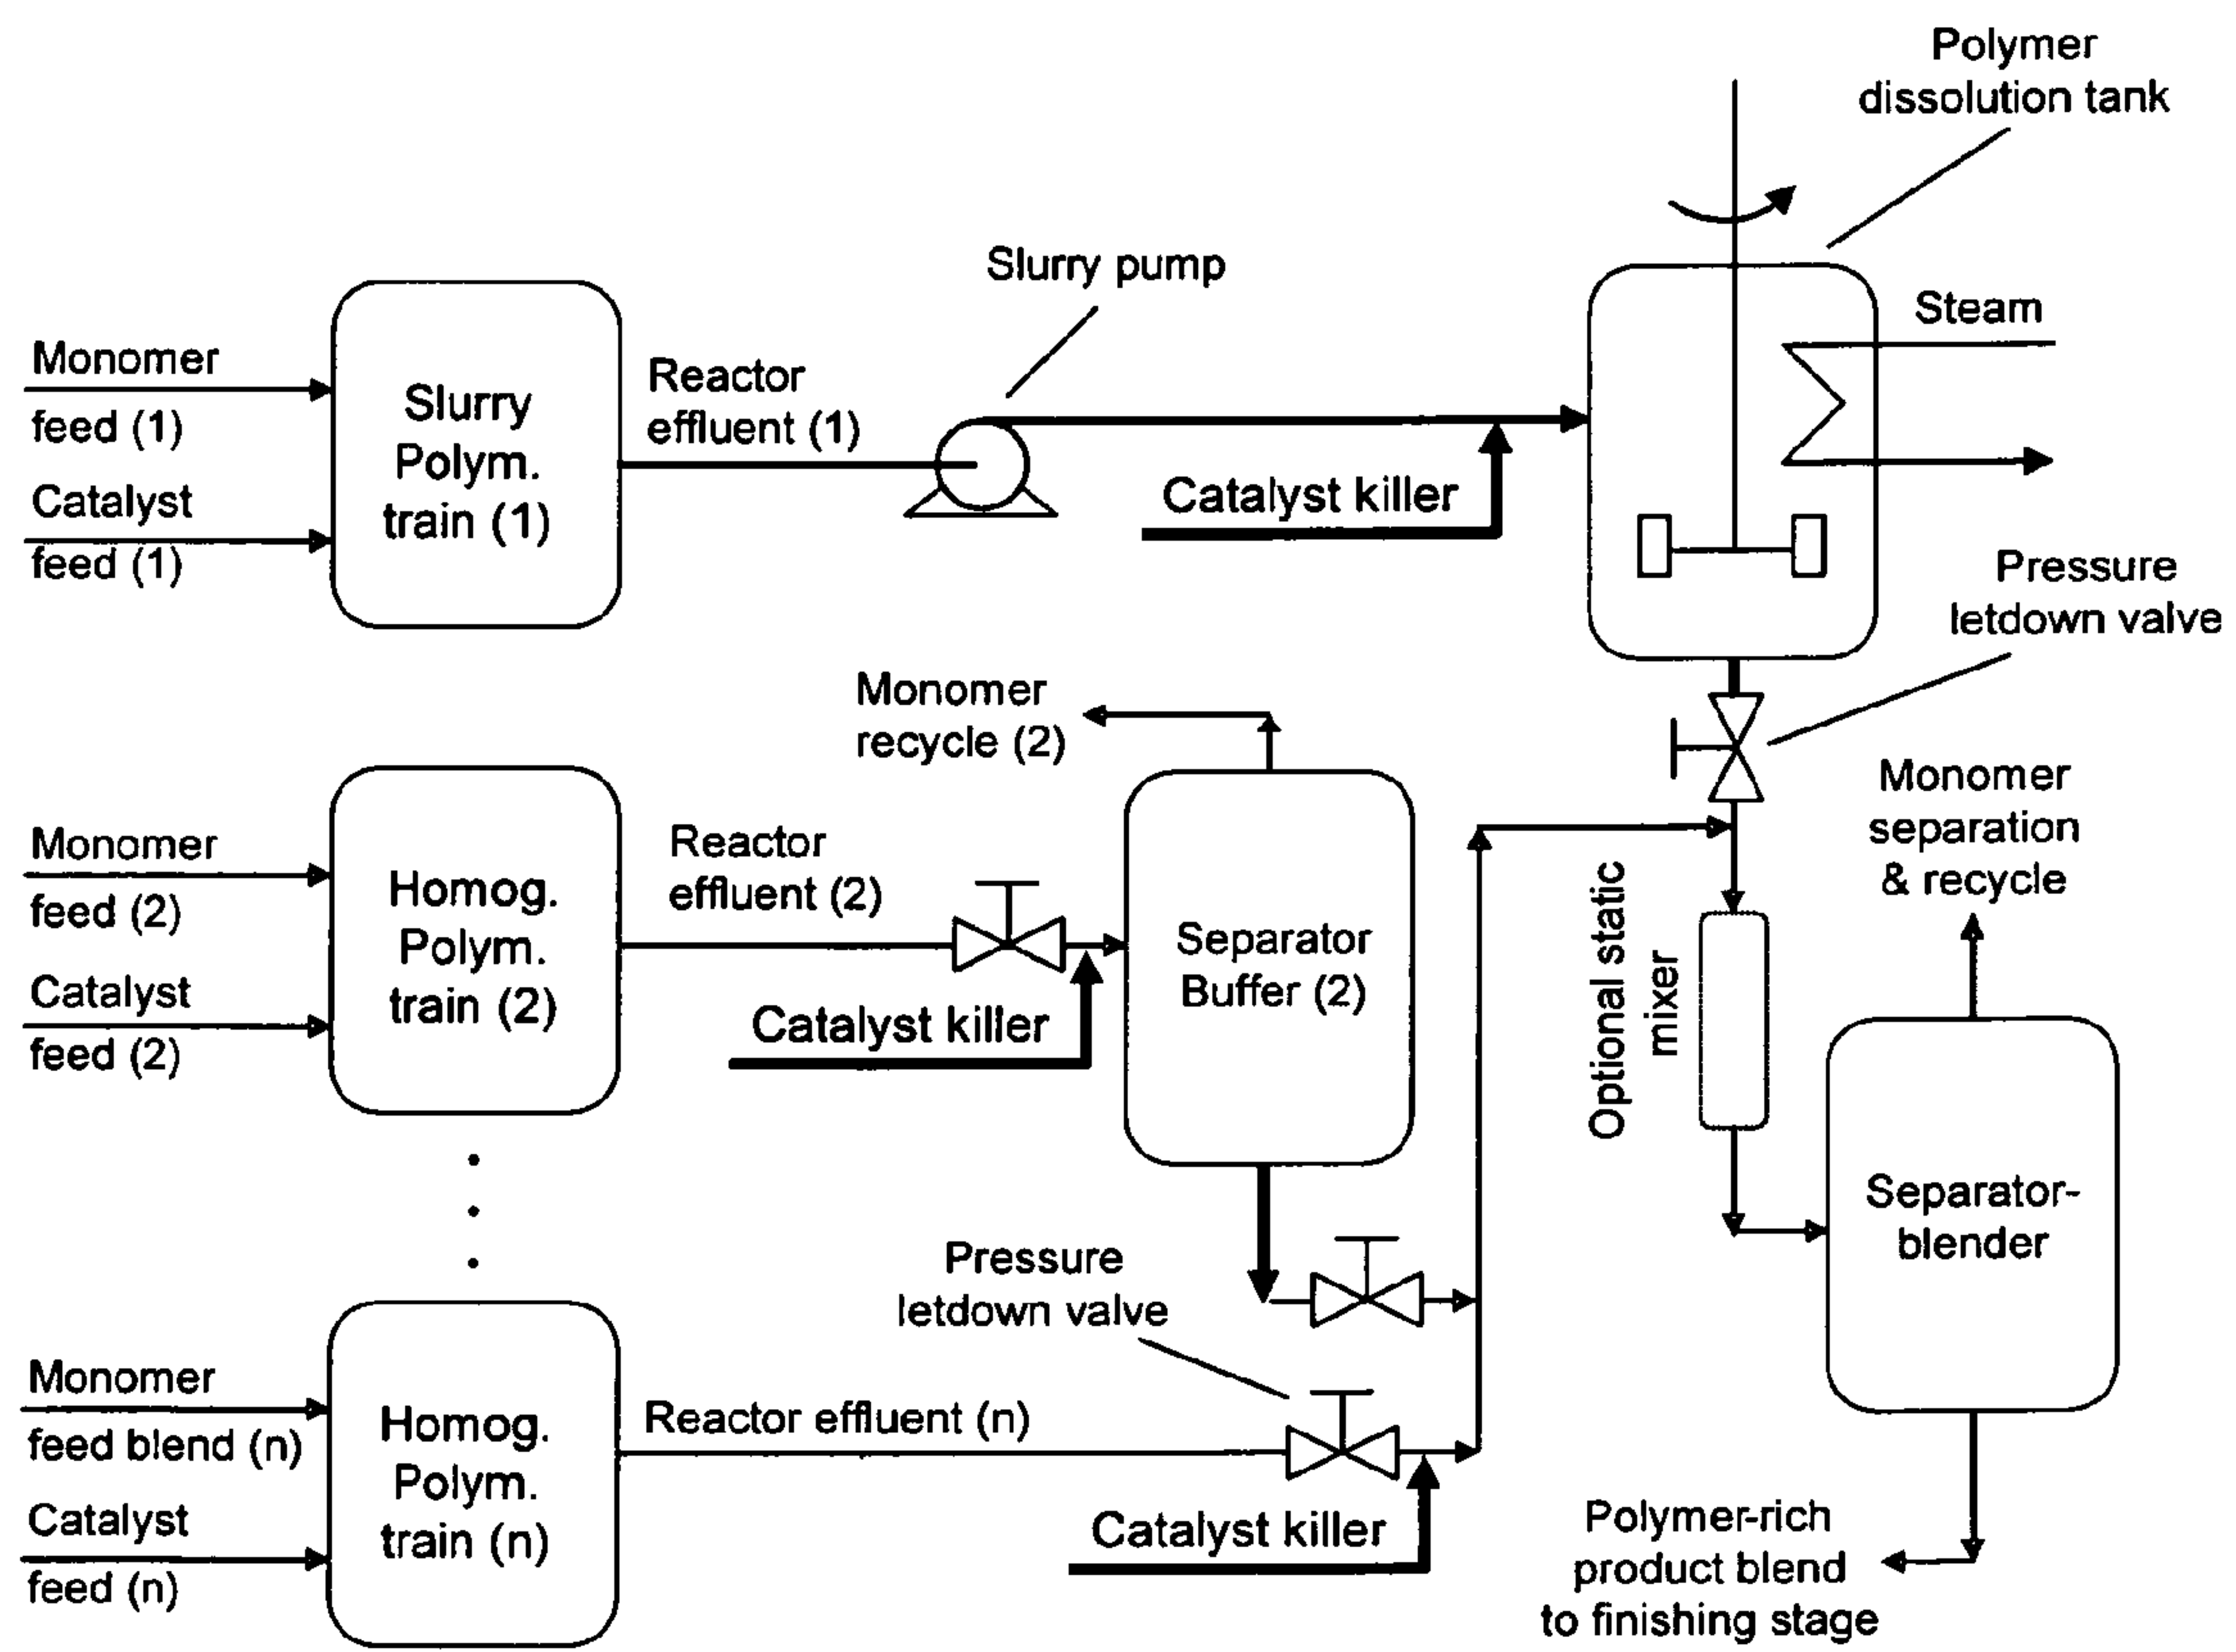 Polymer
dissolution tank
Slurry pump
Steam
Monomer
feed (1)
Catalyst
feed (1)
Slurry
Polym.
train (1)
Reactor
effluent (1)
Catalyst killer
Pressure
letdown valve
Monomer
recycle (2)
Monomer
feed (2)
Catalyst
feed (2)
Homog.
Polym.
train (2)
Reactor
effluent (2)
Catalyst killer
Separator
Buffer (2)
Optional static
mixer
Monomer
separation
& recycle
Separator-
blender
Pressure
letdown valve
Monomer
feed blend (n)
Catalyst
feed (n)
Homog.
Polym.
train (n)
Reactor effluent (n)
Catalyst killer
Polymer-rich
product blend
to finishing stage